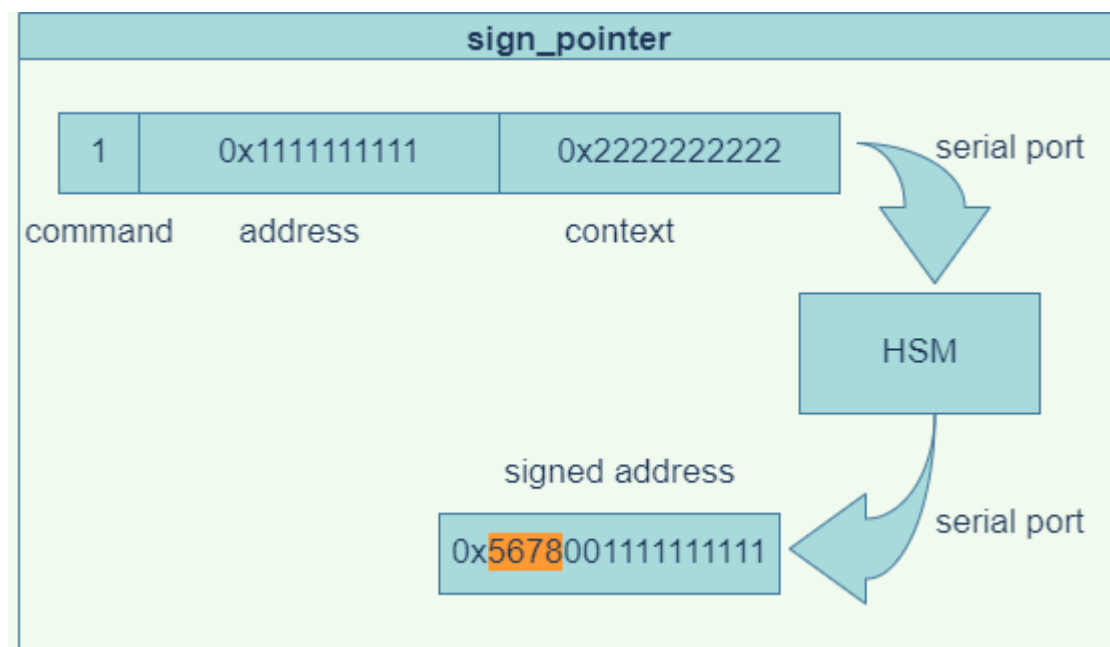 sign_pointer
1 0x1111111111 0x2222222222
serial port
command address context
HSM
signed address
0x5678001111111111
serial port